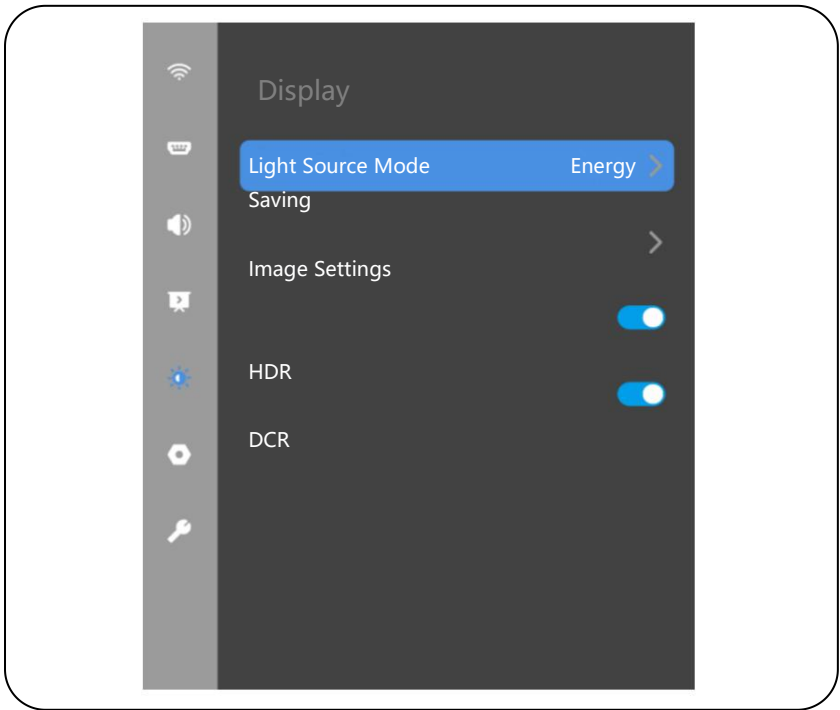 Display
Light Source Mode Energy
Saving
Image Settings
HDR
DCR